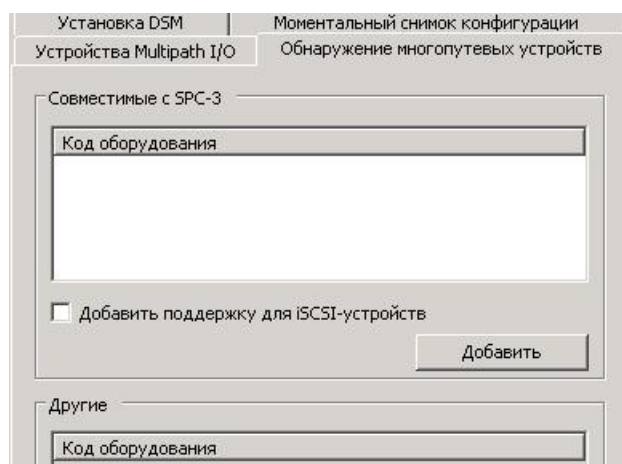 Установка DSM
Моментальный снимок конфигурации
Устройства Multipath I/O
Обнаружение многопутевых устройств
Совместимые с SPC-3
Код оборудования
Добавить поддержку для iSCSI-устройств
Добавить
Другие
Код оборудования